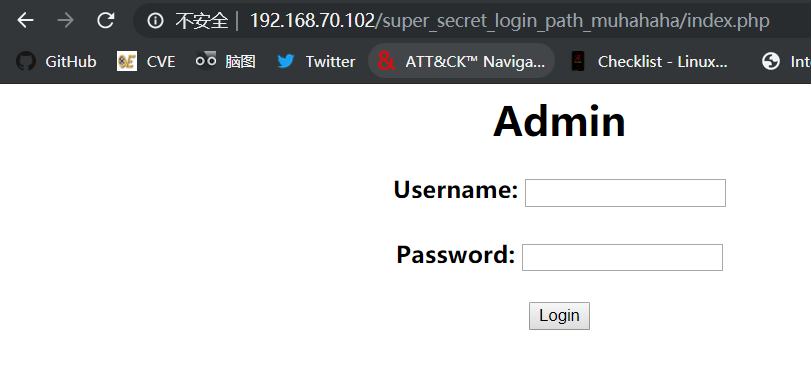 不安全 | 192.168.70.102/super_secret_login_path_muhahaha/index.php
GitHub CVE 脑图 Twitter ATT&CK™ Naviga... Checklist - Linux... Int
Admin
Username:
Password:
Login